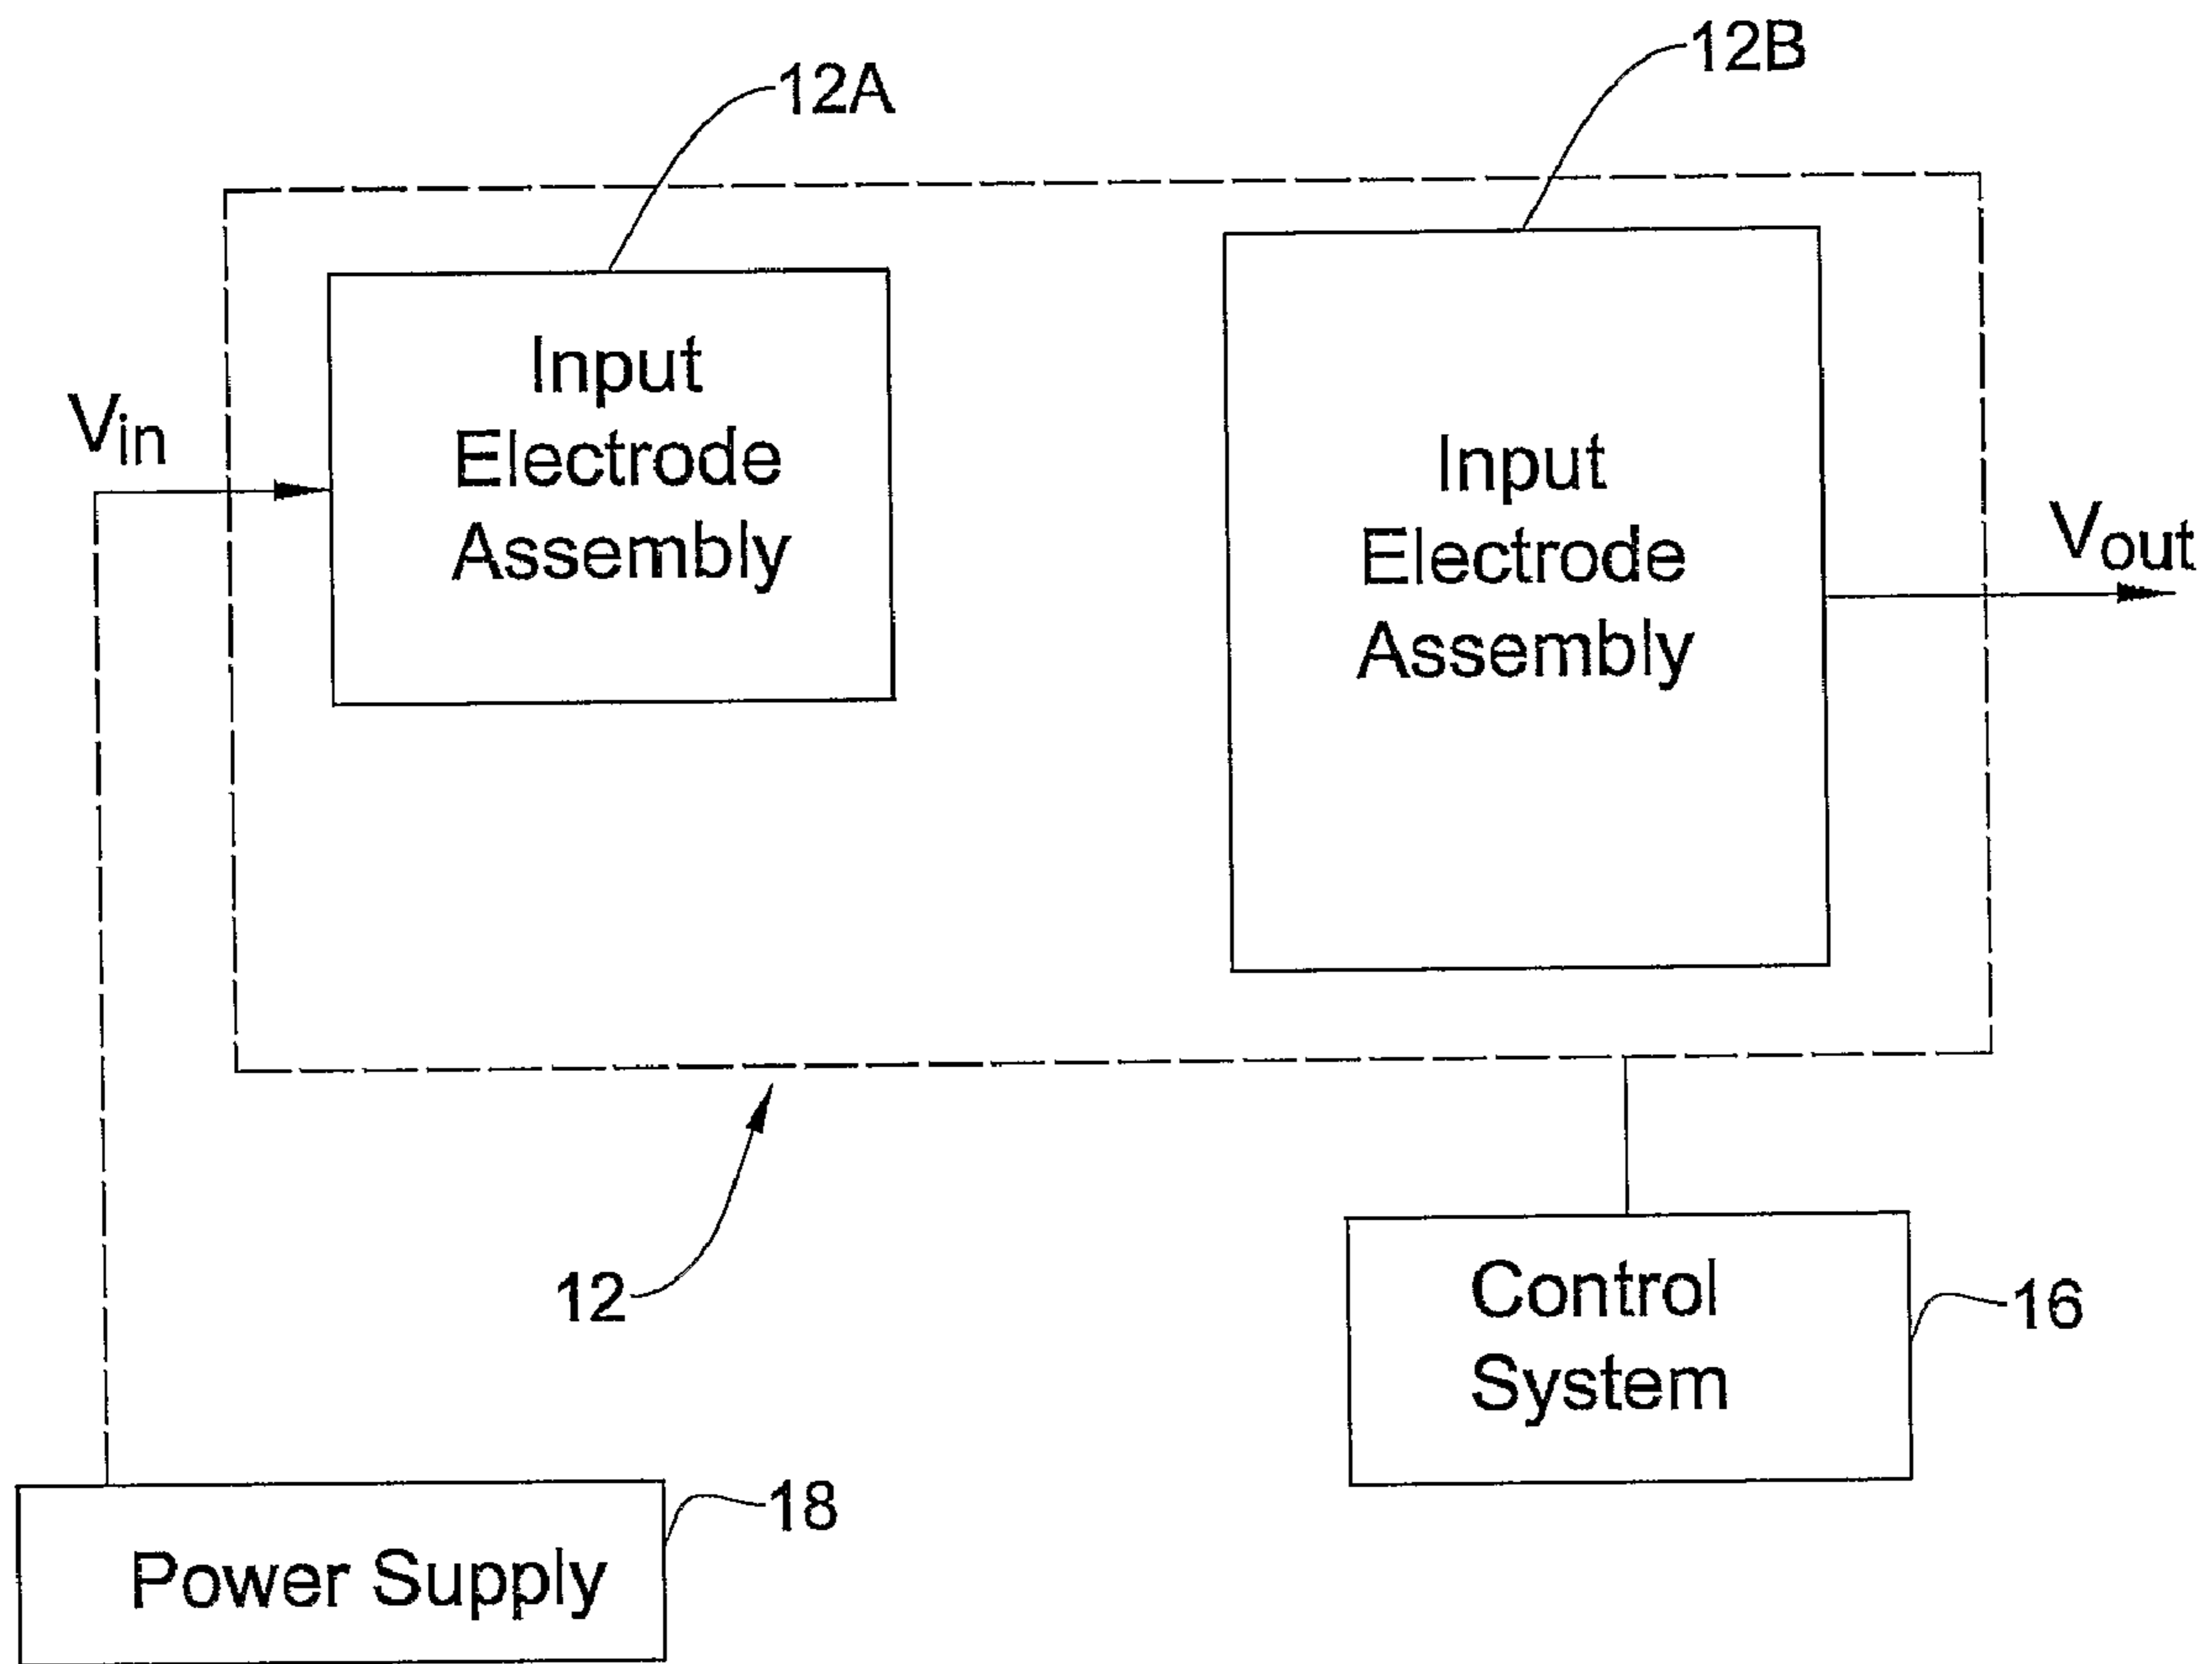 12A
12B
Input
Electrode
Assembly
Input
Electrode
Assembly
Vin
Vout
12
Control
System
16
18
Power Supply